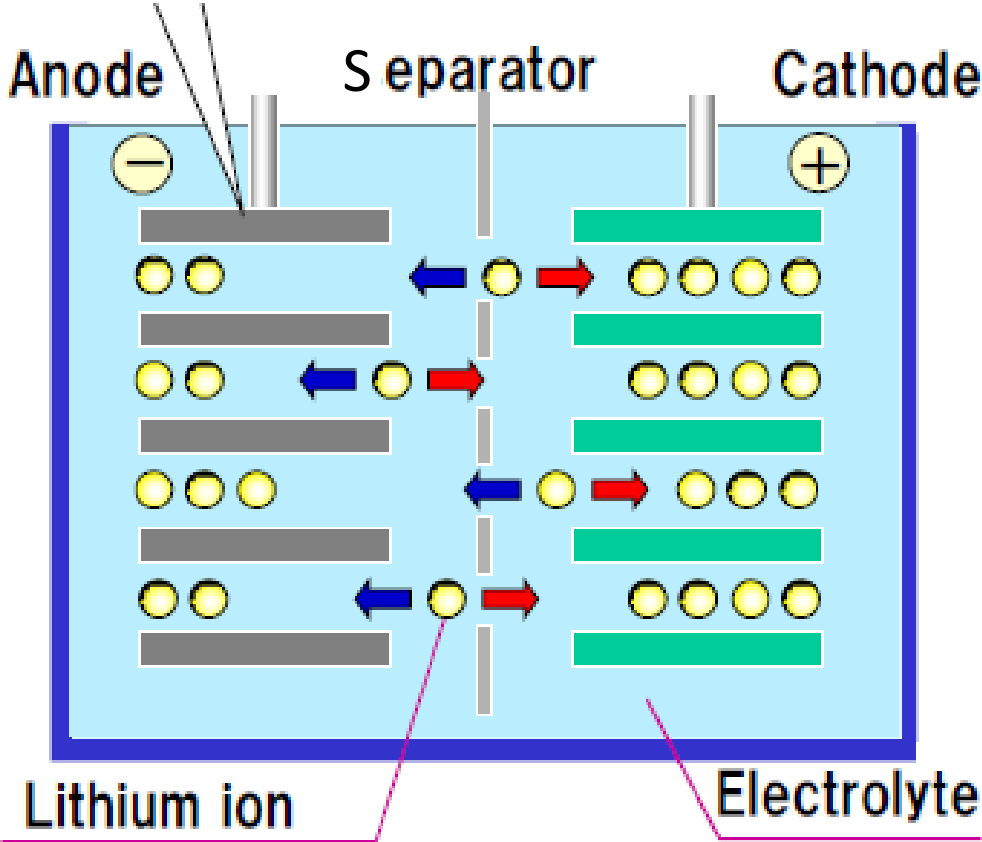 Anode
S eparator
Cathode
−
+
Lithium ion
Electrolyte